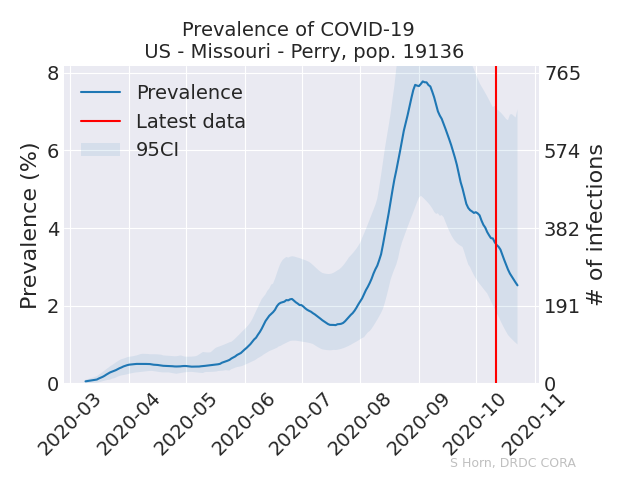 Prevalence of COVID-19
US - Missouri - Perry, pop. 19136
Prevalence
Latest data
95CI
Prevalence (%)
8
6
4
2
0
765
574
382
191
0
# of infections
2020-03
2020-04
2020-05
2020-06
2020-07
2020-08
2020-09
2020-10
2020-11
S Horn, DRDC CORA